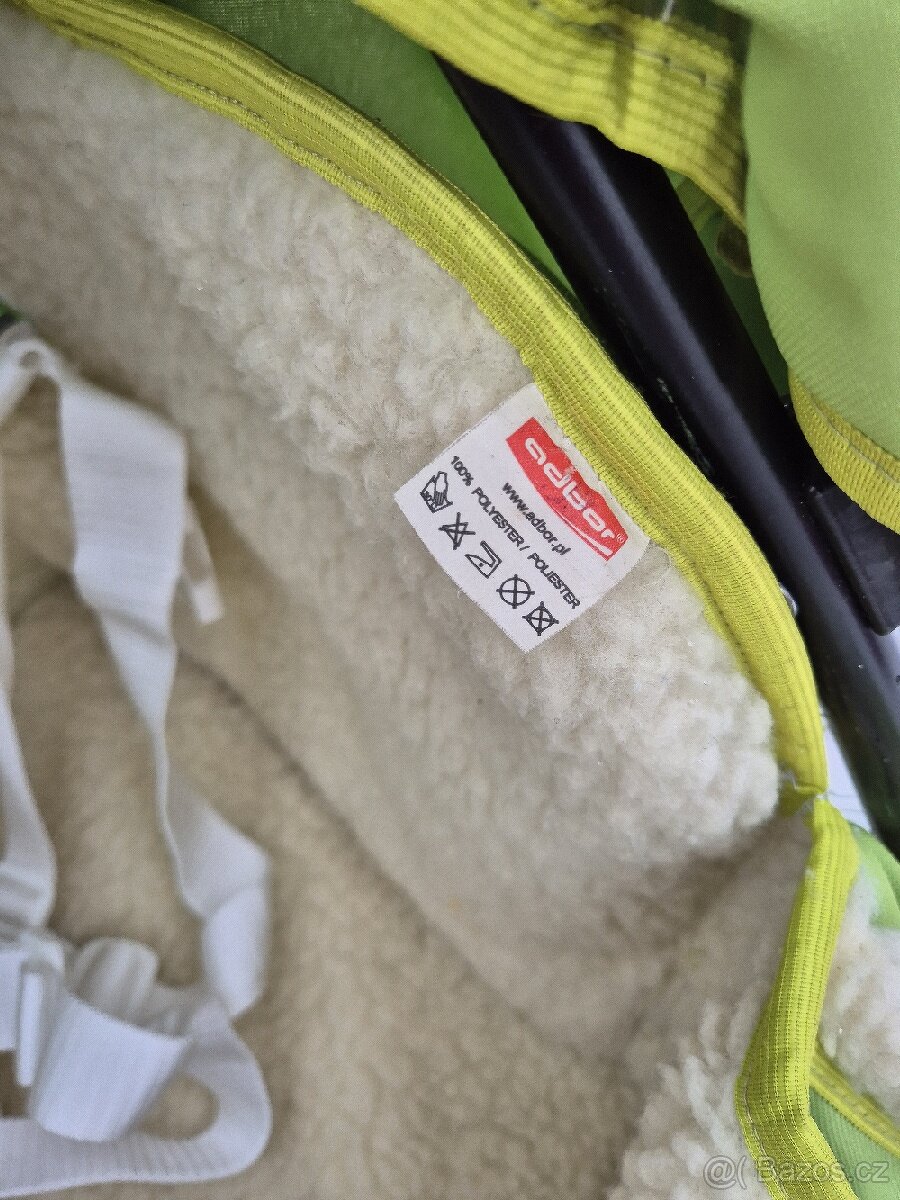 adbor®
www.adbor.pl
100% POLYESTER / POLIESTER
@( Bazos.cz